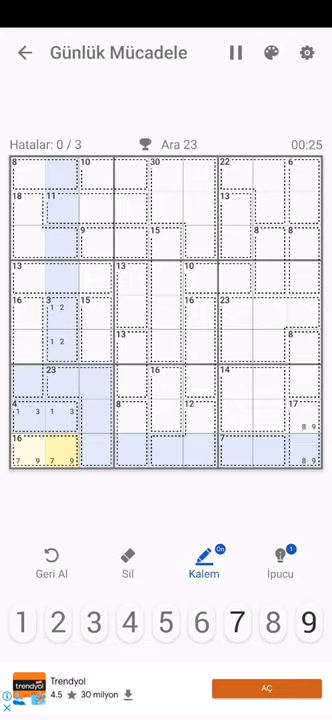 Günlük Mücadele
Hatalar: 0 / 3 Ara 23 00:25
8 10 30 22 6
18 11 13
9 15 8 8
13 13 10
16 3 15 16 23
1 2
1 2 13 8
23 16 14
4 8 12 17
1 3 1 3 8 9
16 7
7 9 7 9 8 9
On 1
Geri Al Sil Kalem İpucu
1 2 3 4 5 6 7 8 9
trendyol Trendyol AÇ
4.5 ★ 30 milyon